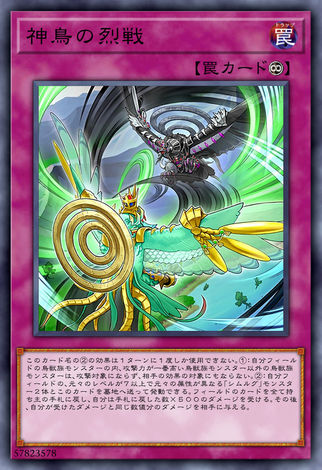 神鳥の烈戦
罠
トラップ
【罠カード】
このカード名の②の効果は1ターンに1度しか使用できない。①:自分フィール
ドの鳥獣族モンスターの内、攻撃力が一番高い鳥獣族モンスター以外の鳥獣族
モンスターは、攻撃対象にならず、相手の効果の対象にもならない。②:自分フ
ィールドの、元々のレベルが7以上で元々の属性が異なる「シムルグ」モンスタ
ー2体とこのカードを墓地へ送って発動できる。フィールドのカードを全て持
ち主の手札に戻し、自分は手札に戻した数×500のダメージを受ける。その後、
自分が受けたダメージと同じ数値分のダメージを相手に与える。
57823578